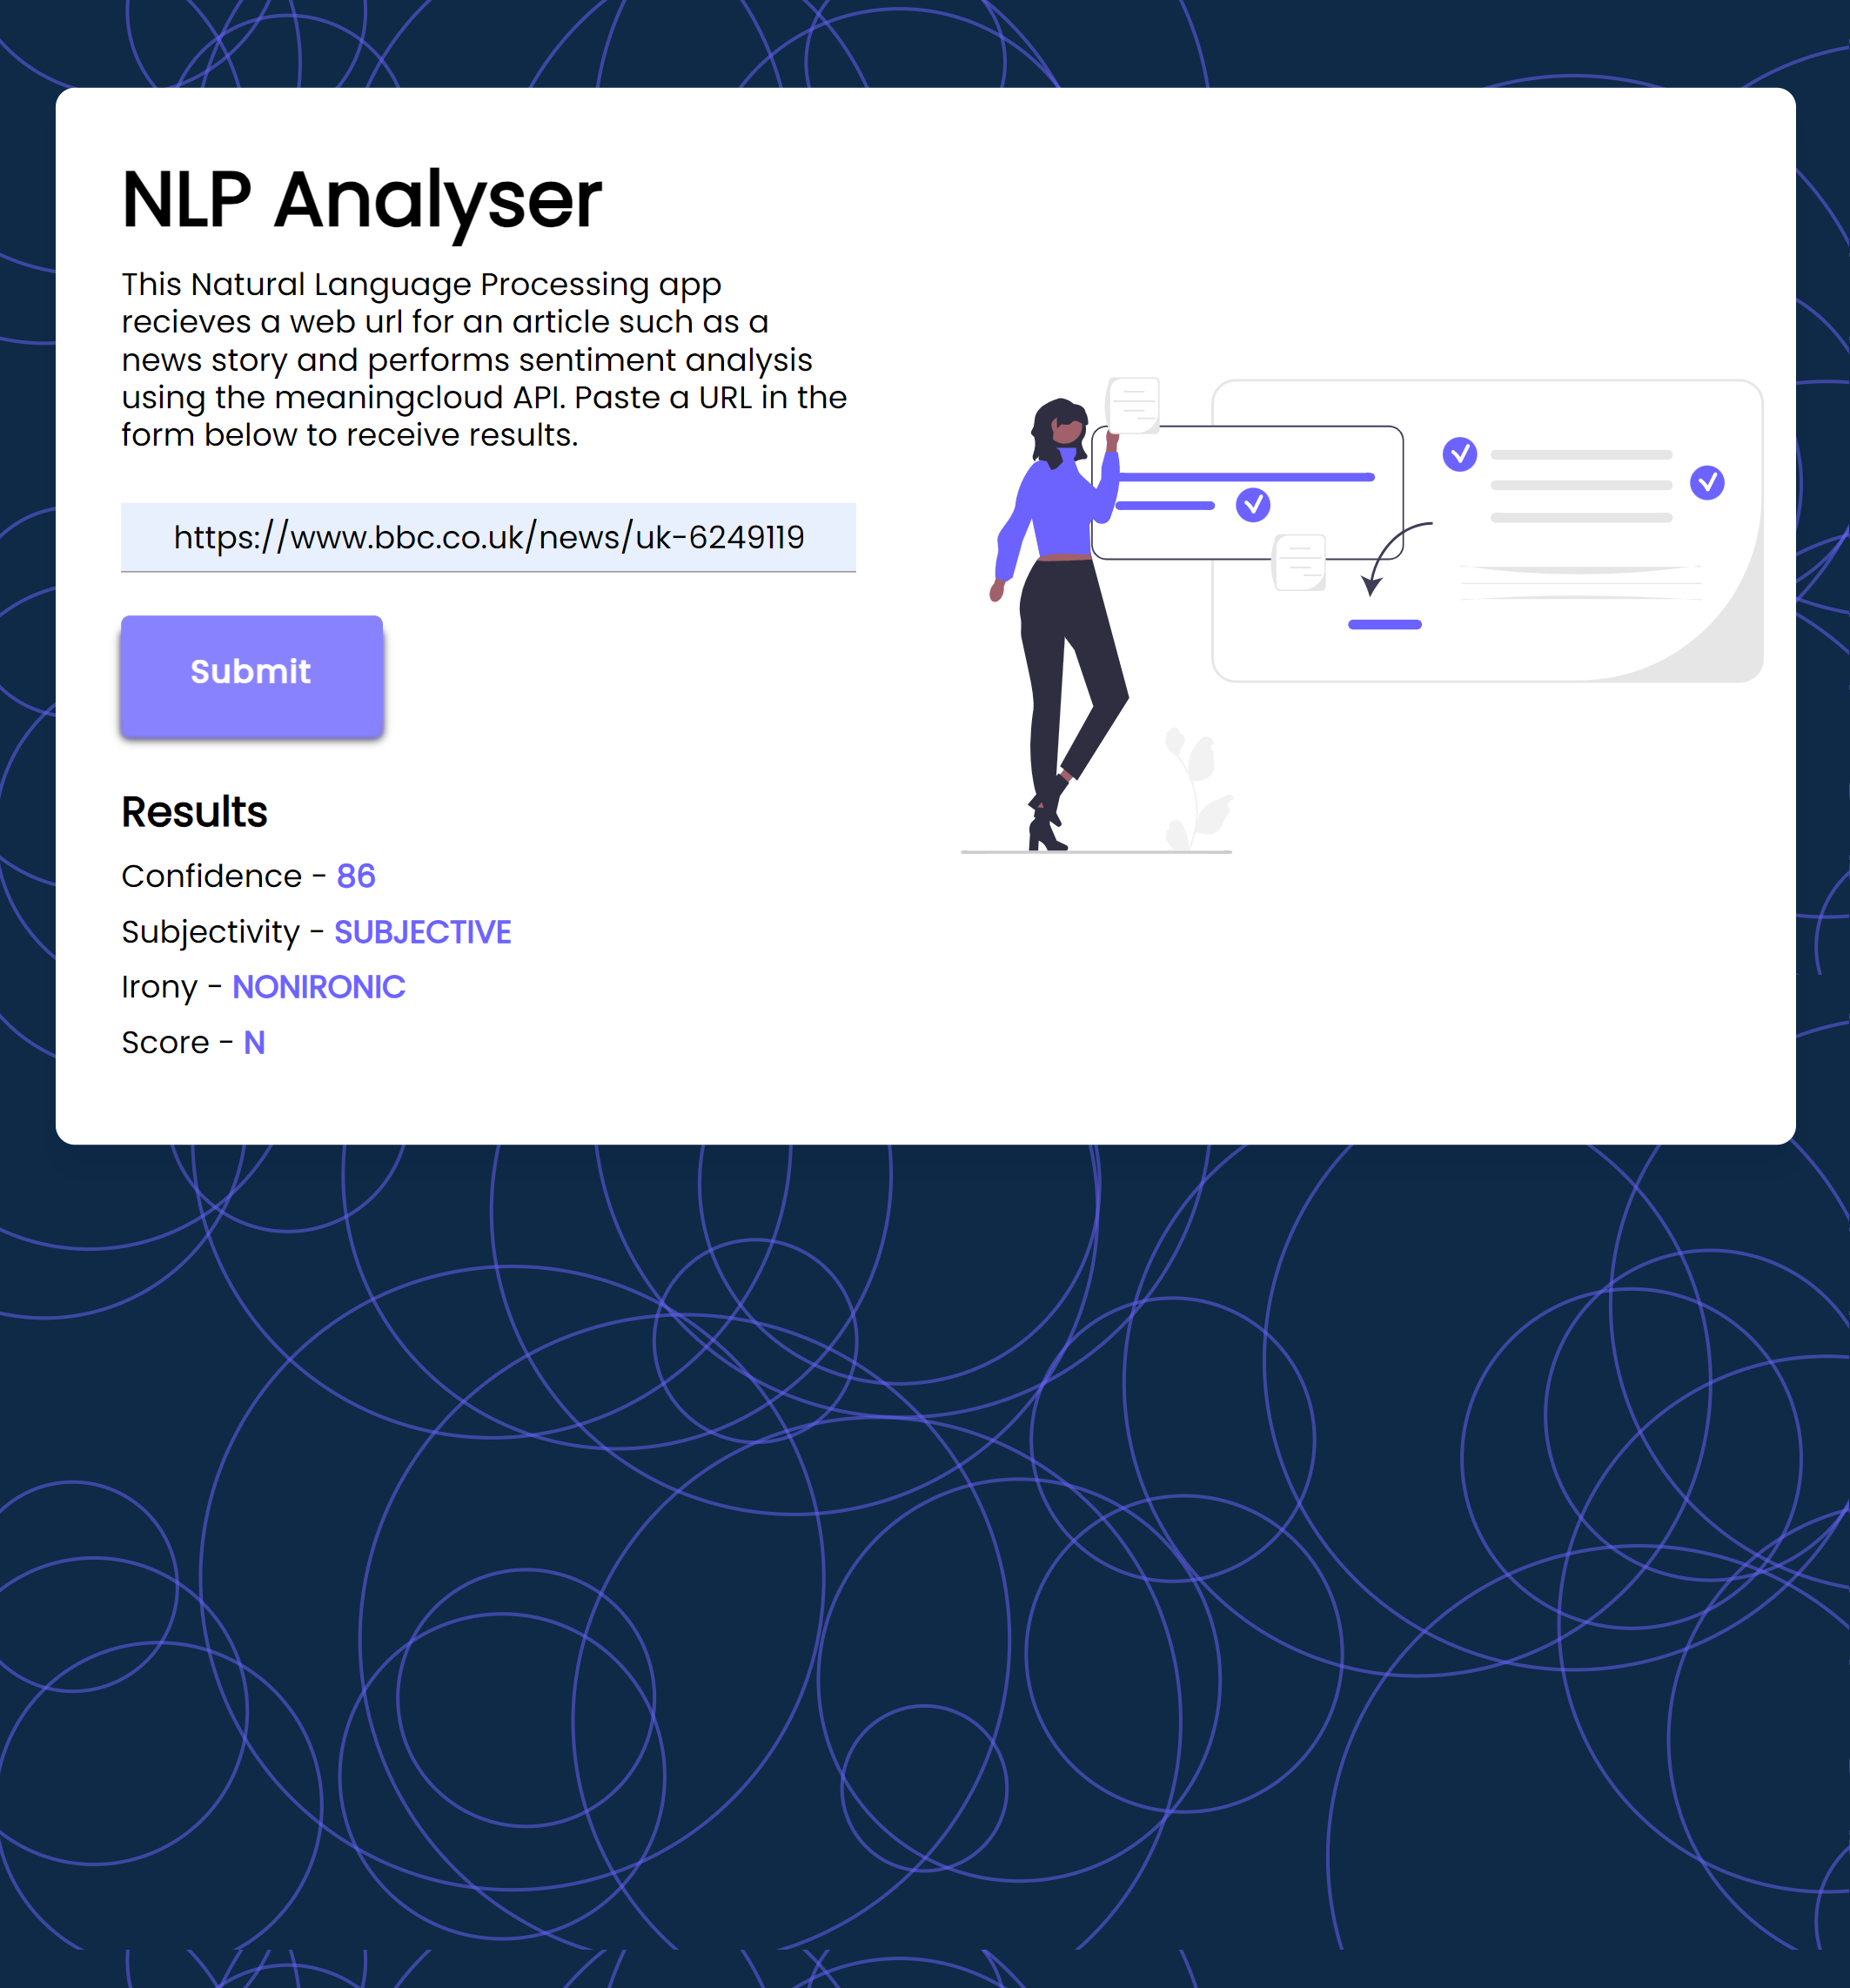 NLP Analyser
This Natural Language Processing app
recieves a web url for an article such as a
news story and performs sentiment analysis
using the meaningcloud API. Paste a URL in the
form below to receive results.
https://www.bbc.co.uk/news/uk-6249119
Submit
Results
Confidence - 86
Subjectivity - SUBJECTIVE
Irony - NONIRONIC
Score - N